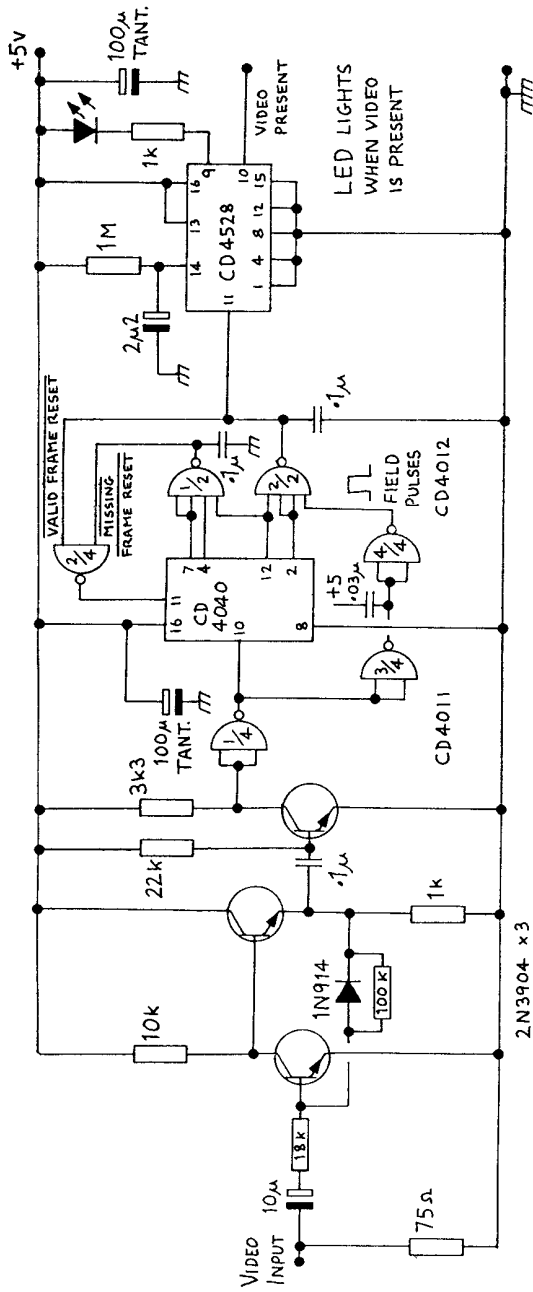 +5V
100µ
TANT.
1k
VIDEO
PRESENT
LED LIGHTS
WHEN VIDEO
IS PRESENT
1M
2µ2
CD4528
16
13
14
11
9
10
15
12
8
4
1
VALID FRAME RESET
MISSING
FRAME RESET
2/4
1/2
.1µ
2/2
.1µ
FIELD
PULSES
CD4012
CD
4040
16
11
10
7
4
12
2
8
+5
.03µ
4/4
3/4
CD4011
1/4
100µ
TANT.
3k3
22k
.1µ
1k
10k
1N914
100k
2N3904 x3
18k
10µ
75Ω
VIDEO
INPUT